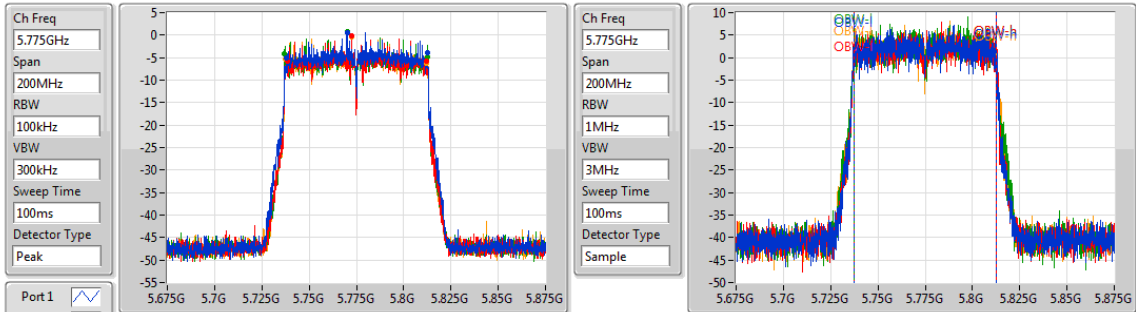 Ch Freq
5.775GHz
Span
200MHz
RBW
100kHz
VBW
300kHz
Sweep Time
100ms
Detector Type
Peak
Port 1
5
0
-5
-10
-15
-20
-25
-30
-35
-40
-45
-50
-55
5.675G 5.7G 5.725G 5.75G 5.775G 5.8G 5.825G 5.85G 5.875G
Ch Freq
5.775GHz
Span
200MHz
RBW
1MHz
VBW
3MHz
Sweep Time
100ms
Detector Type
Sample
10
5
0
-5
-10
-15
-20
-25
-30
-35
-40
-45
-50
OBW-l
OBW-h
5.675G 5.7G 5.725G 5.75G 5.775G 5.8G 5.825G 5.85G 5.875G